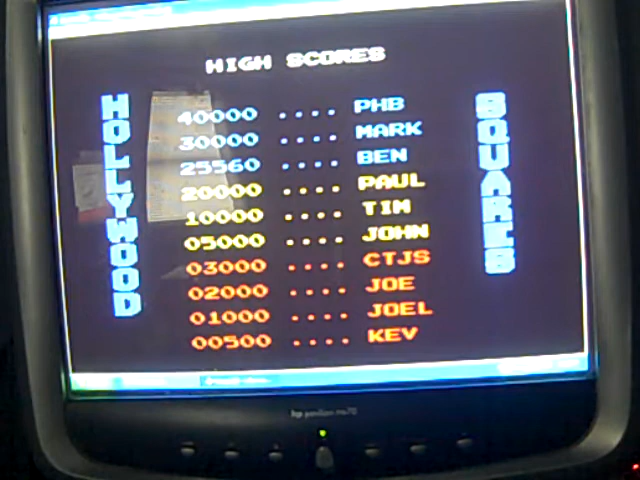 HIGH SCORES
HOLLYWOOD
SQUARES
40000 .... PHB
30000 .... MARK
25560 .... BEN
20000 .... PAUL
10000 .... TIM
05000 .... JOHN
03000 .... CTJS
02000 .... JOE
01000 .... JOEL
00500 .... KEV
hp pavilion